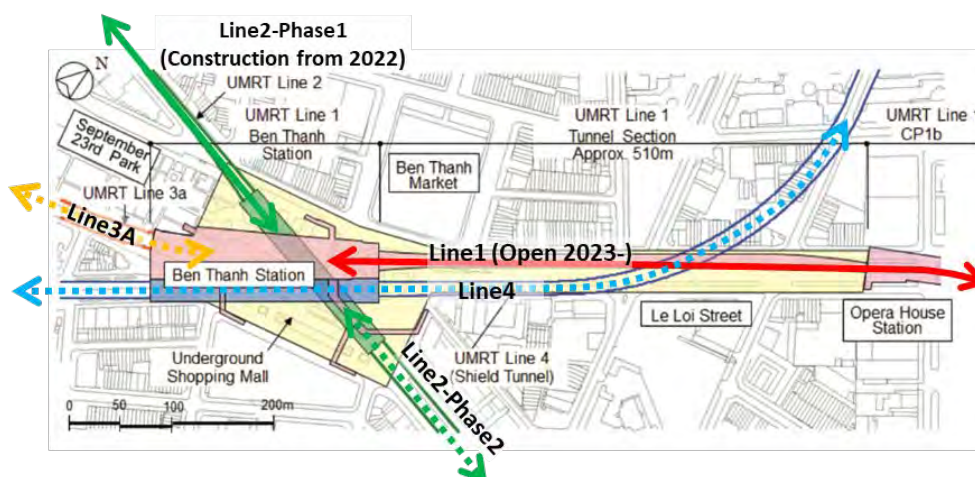 Line2-Phase1
(Construction from 2022)
N
UMRT Line 2
UMRT Line 1
Ben Thanh
Station
September
23rd Park
Ben Thanh
Market
UMRT Line 1
Tunnel Section
Approx. 510m
UMRT Line
CP1b
UMRT Line 3a
Line3A
Line1 (Open 2023-)
Ben Thanh Station
Line4
Le Loi Street
Opera House
Station
Underground
Shopping Mall
UMRT Line 4
(Shield Tunnel)
Line2-Phase2
0 50 100 200m